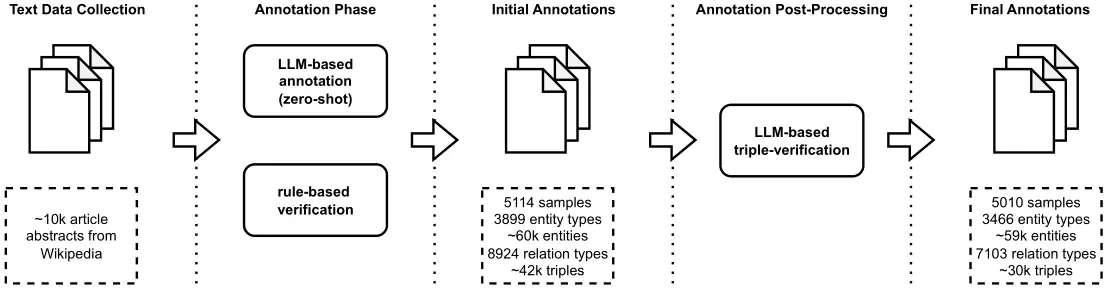 Text Data Collection
Annotation Phase
Initial Annotations
Annotation Post-Processing
Final Annotations
LLM-based
annotation
(zero-shot)
rule-based
verification
LLM-based
triple-verification
~10k article
abstracts from
Wikipedia
5114 samples
3899 entity types
~60k entities
8924 relation types
~42k triples
5010 samples
3466 entity types
~59k entities
7103 relation types
~30k triples